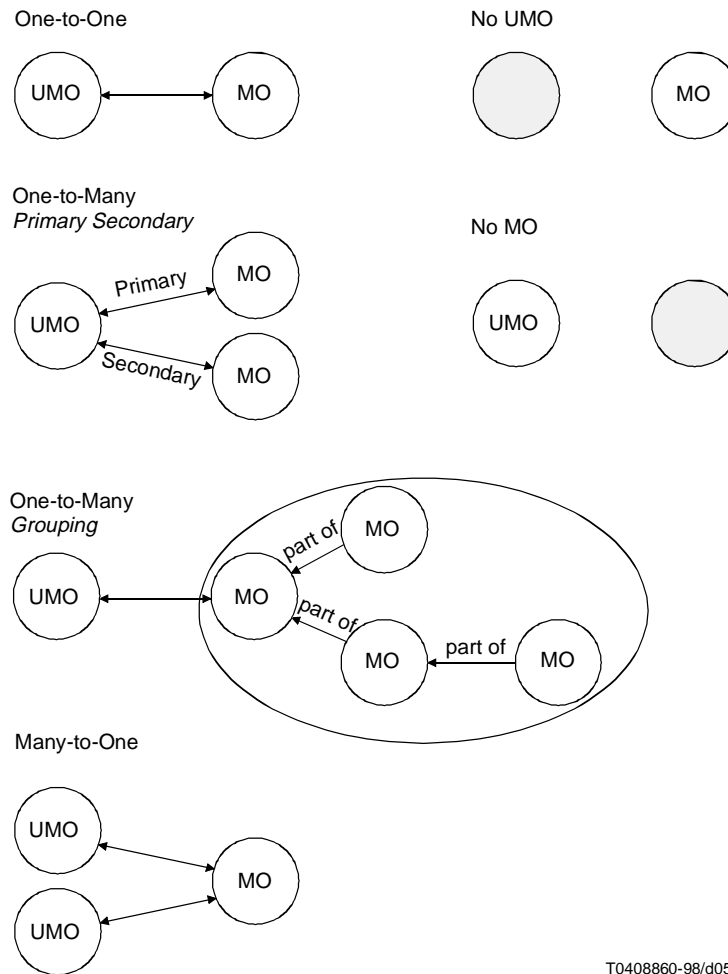 One-to-One
No UMO
UMO
MO
MO
One-to-Many
Primary Secondary
No MO
Primary
MO
UMO
UMO
Secondary
MO
One-to-Many
Grouping
part of
MO
UMO
MO
part of
MO
part of
MO
Many-to-One
UMO
MO
UMO
T0408860-98/d05